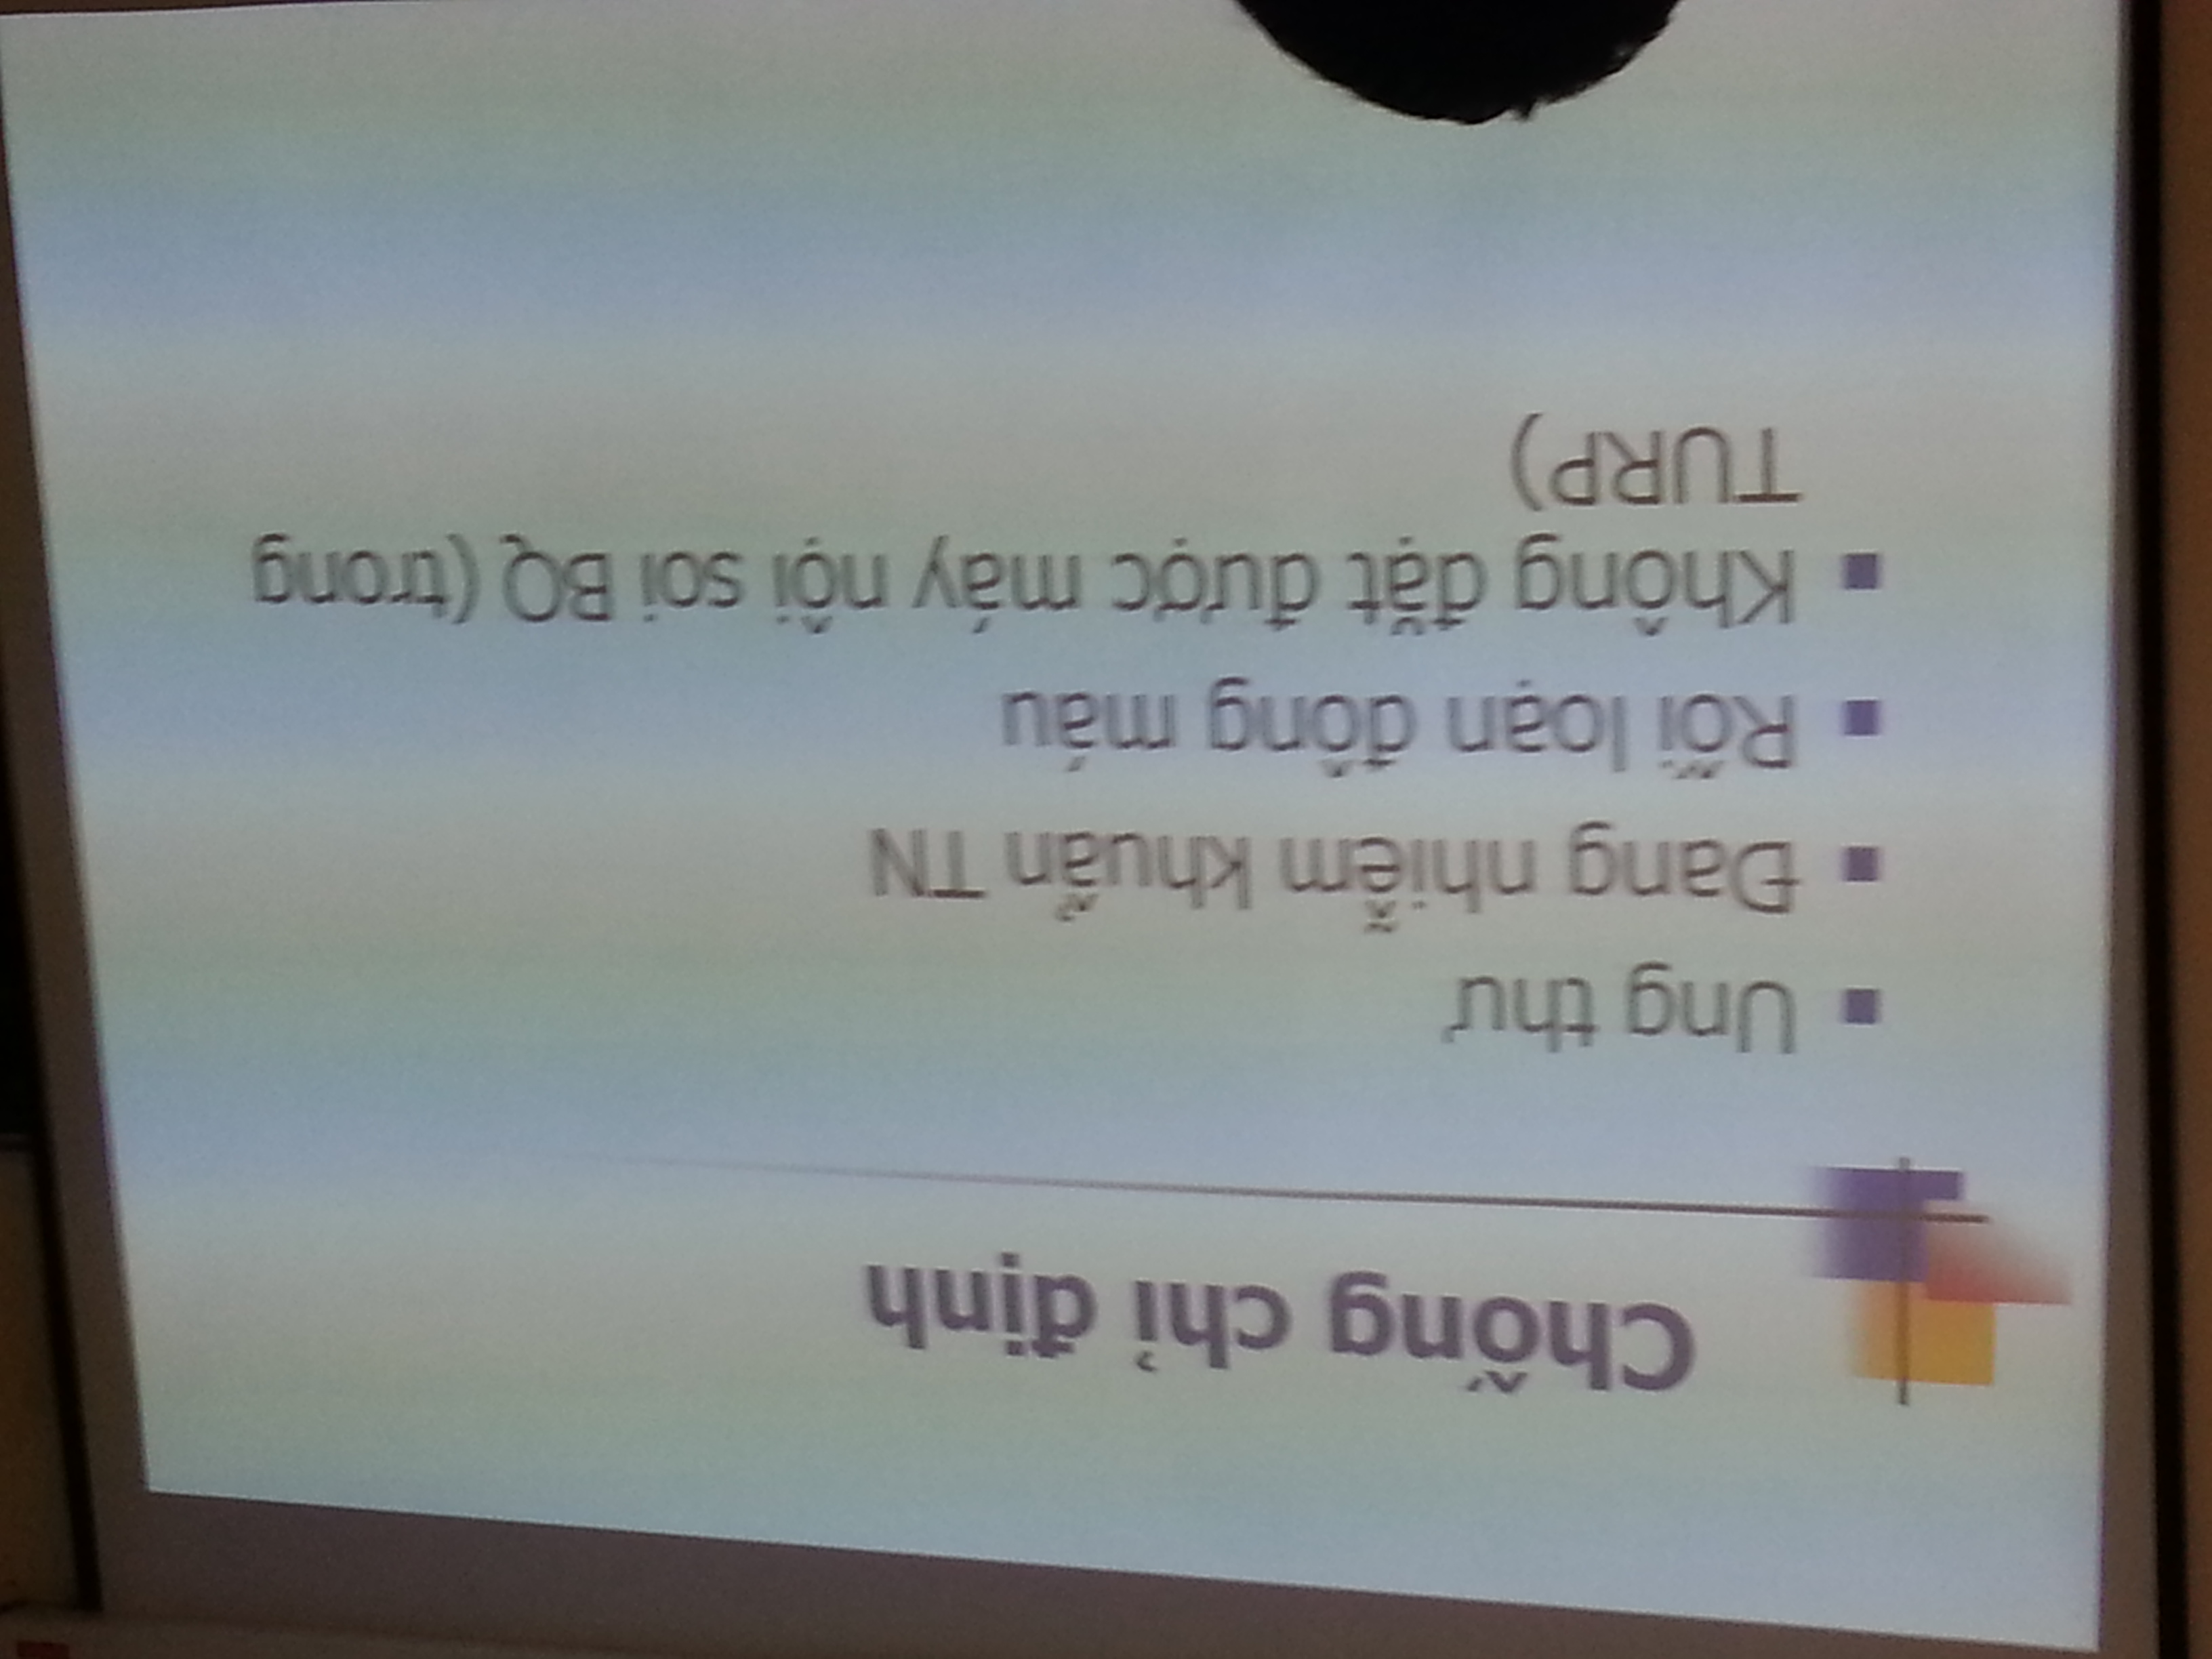 Chống chỉ định
Ung thư
Đang nhiễm khuẩn TN
Rối loạn đông máu
Không đặt được máy nội soi BQ (trong
TURP)